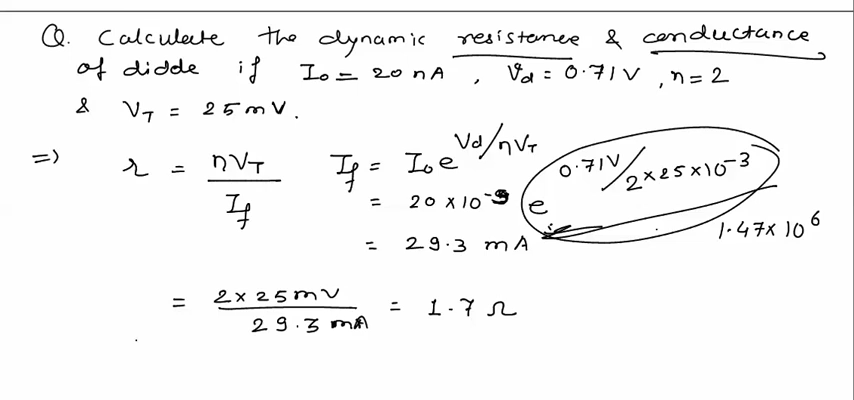 Q. Calculate the dynamic resistance & conductance
of diode if I₀ = 20 nA , Vd = 0.71V , n = 2
& VT = 25 mV.
=> r = ηVT / If If = I₀ e^Vd/ηVT
= 20 × 10⁻⁹ e^0.71V/2×25×10⁻³
= 29.3 mA 1.47 × 10⁶
= 2 × 25mV / 29.3 mA = 1.7 Ω